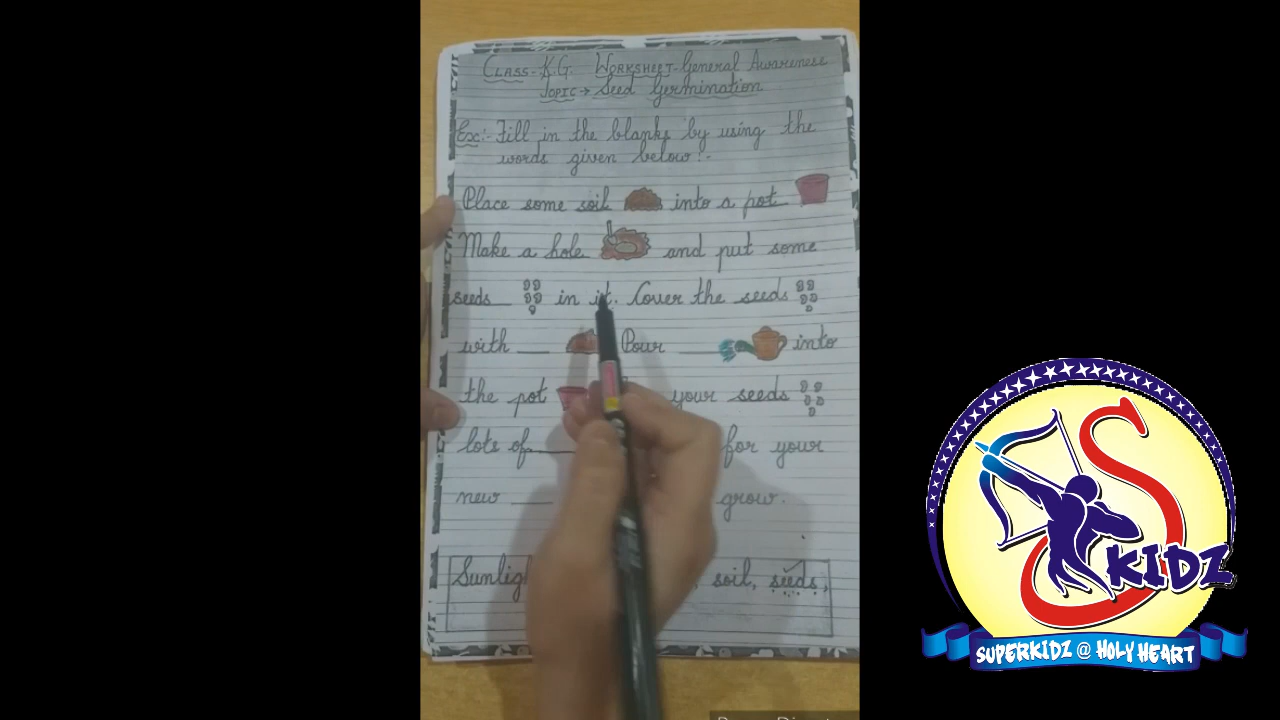 Class-K.G. Worksheet-General Awareness
Topic → Seed Germination
Ex:- Fill in the blanks by using the
words given below:-
Place some soil into a pot
Make a hole and put some
seeds in it. Cover the seeds
with ___ Pour ___ into
the pot your seeds
lots of ___ for your
new ___ grow.
soil, seeds,
S KIDZ
SUPERKIDZ @ HOLY HEART